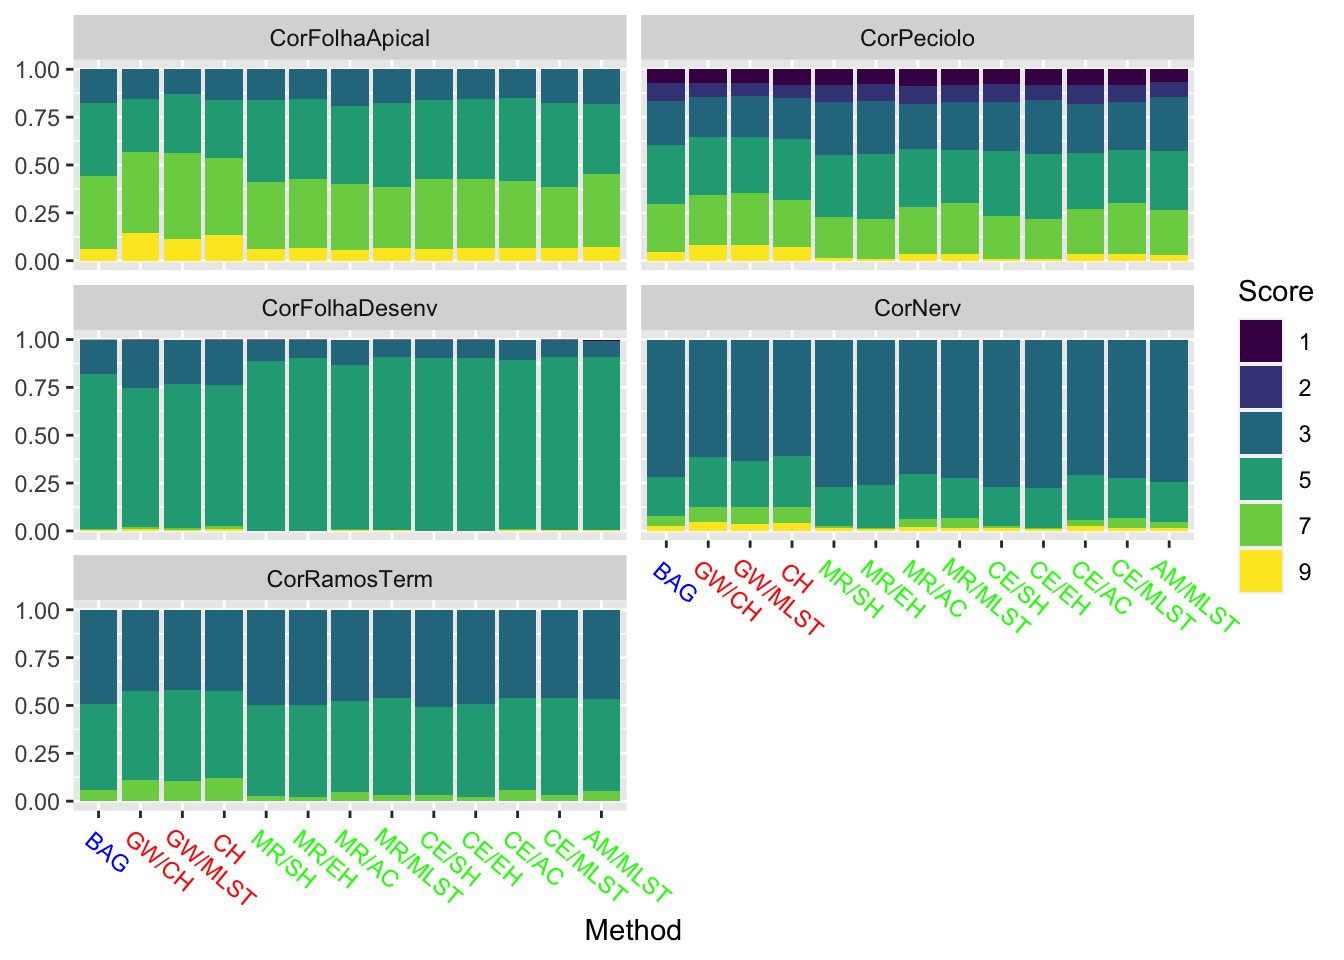 CorFolhaApical
CorPeciolo
1.00
0.75
0.50
0.25
0.00
CorFolhaDesenv
CorNerv
1.00
0.75
0.50
0.25
0.00
BAG
GW/CH
GW/MLST
CH
MR/SH
MR/EH
MR/AC
MR/MLST
CE/SH
CE/EH
CE/AC
CE/MLST
AM/MLST
CorRamosTerm
1.00
0.75
0.50
0.25
0.00
BAG
GW/CH
GW/MLST
CH
MR/SH
MR/EH
MR/AC
MR/MLST
CE/SH
CE/EH
CE/AC
CE/MLST
AM/MLST
Method
Score
1
2
3
5
7
9